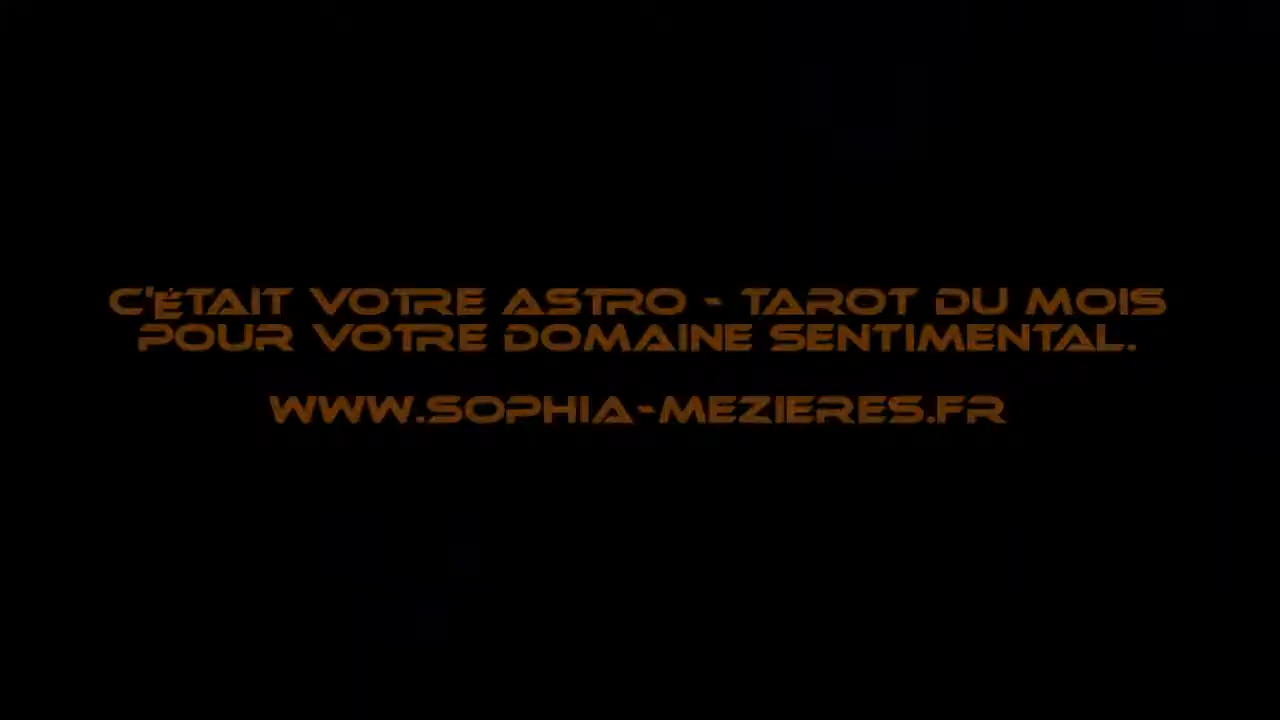 C'ÉTAIT VOTRE ASTRO - TAROT DU MOIS
POUR VOTRE DOMAINE SENTIMENTAL.
WWW.SOPHIA-MEZIERES.FR